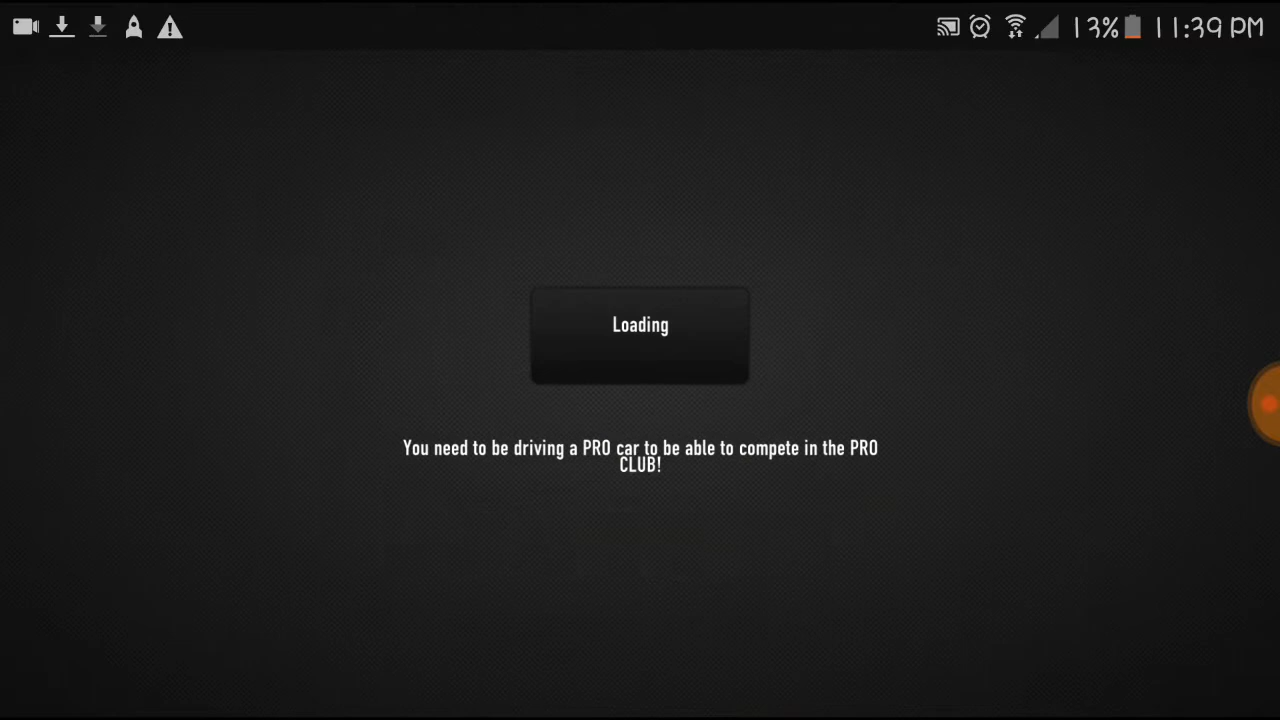 13% 11:39 PM
Loading
You need to be driving a PRO car to be able to compete in the PRO
CLUB!